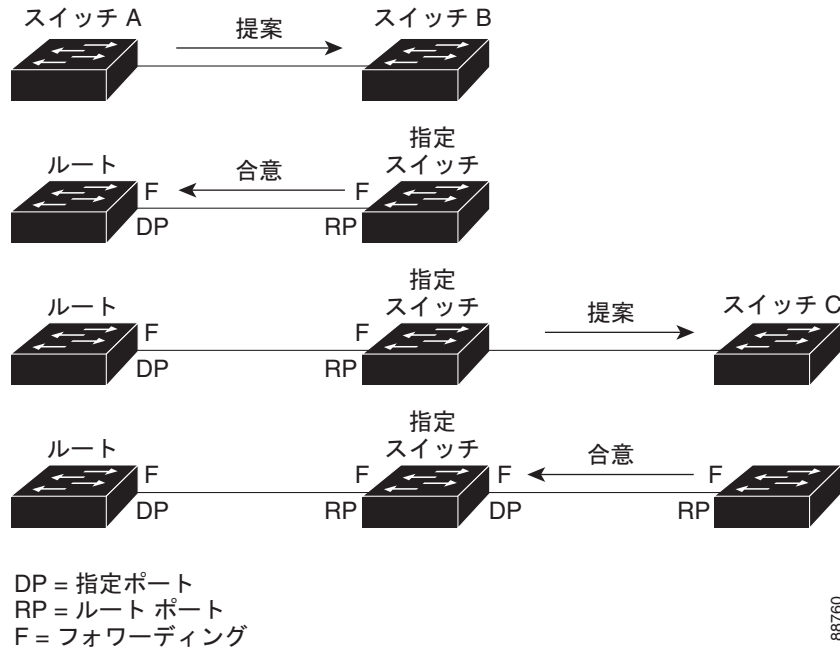 スイッチ A
提案
スイッチ B
指定
スイッチ
ルート
合意
F
F
DP
RP
指定
スイッチ
ルート
提案
スイッチ C
F
F
DP
RP
指定
スイッチ
ルート
合意
F
F
F
F
DP
RP
DP
RP
DP = 指定ポート
RP = ルート ポート
F = フォワーディング
88760